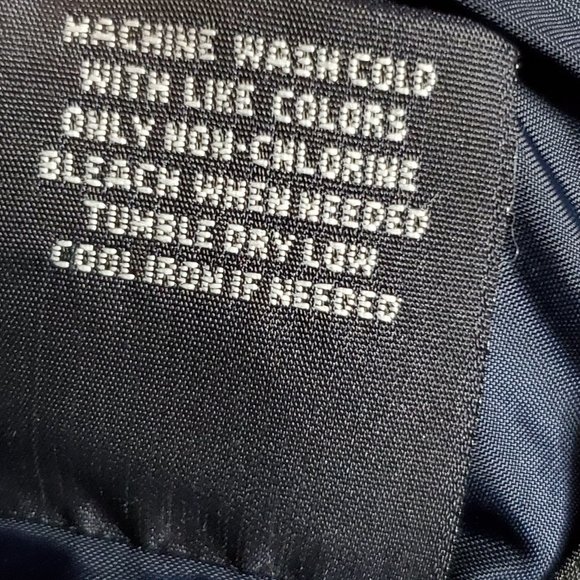 MACHINE WASH COLD
WITH LIKE COLORS
ONLY NON-CHLORINE
BLEACH WHEN NEEDED
TUMBLE DRY LOW
COOL IRON IF NEEDED